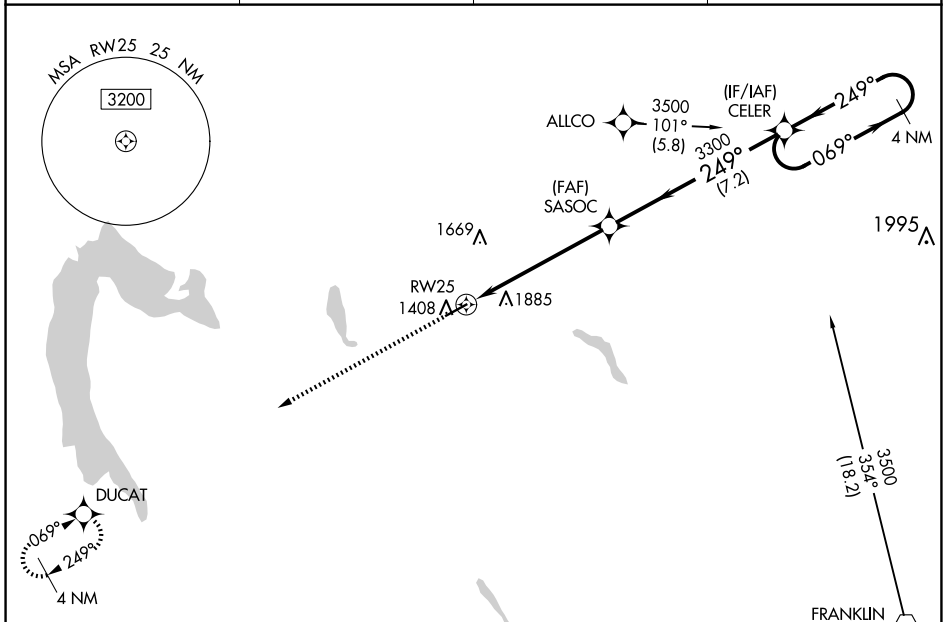 MSA RW25 25 NM
3200
ALLCO
3500
101°
(5.8)
(IF/IAF)
CELER
249°
069°
4 NM
3300
249°
(7.2)
(FAF)
SASOC
1669
1995
RW25
1408
1885
3500
354°
(18.2)
DUCAT
069°
249°
4 NM
FRANKLIN